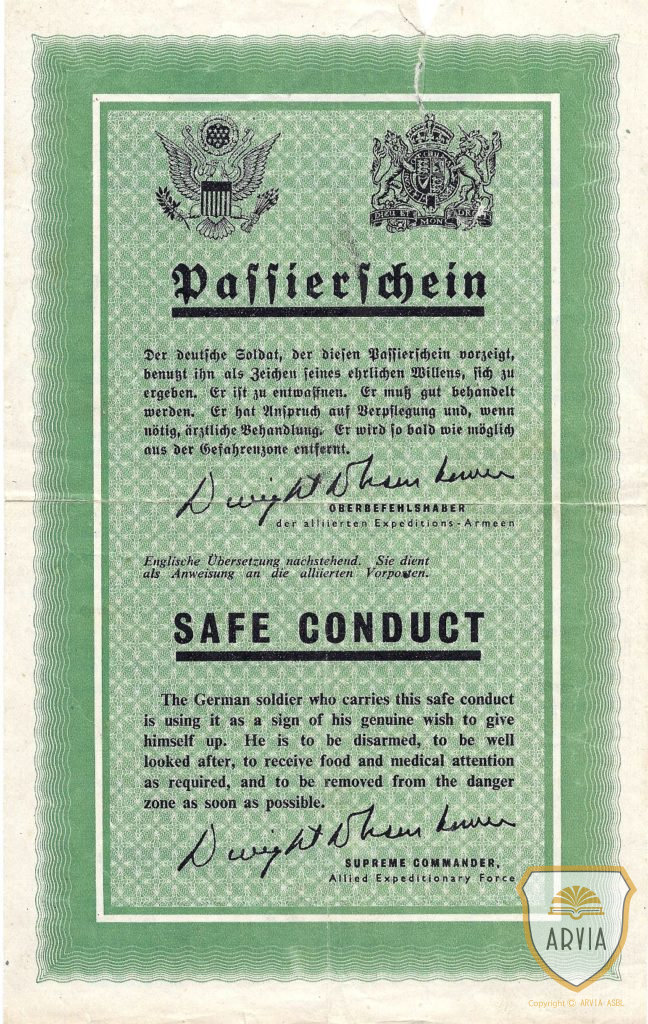 DIEU ET MON
Passierschein
Der deutsche Soldat, der diesen Passierschein vorzeigt,
benutzt ihn als Zeichen seines ehrlichen Willens, sich zu
ergeben. Er ist zu entwaffnen. Er muß gut behandelt
werden. Er hat Anspruch auf Verpflegung und, wenn
nötig, ärztliche Behandlung. Er wird so bald wie möglich
aus der Gefahrenzone entfernt.
Dwight D Eisenhower
OBERBEFEHLSHABER
der alliierten Expeditions-Armeen
Englische Übersetzung nachstehend. Sie dient
als Anweisung an die alliierten Vorposten.
SAFE CONDUCT
The German soldier who carries this safe conduct
is using it as a sign of his genuine wish to give
himself up. He is to be disarmed, to be well
looked after, to receive food and medical attention
as required, and to be removed from the danger
zone as soon as possible.
Dwight D Eisenhower
SUPREME COMMANDER,
Allied Expeditionary Force
ARVIA
Copyright © ARVIA ASBL